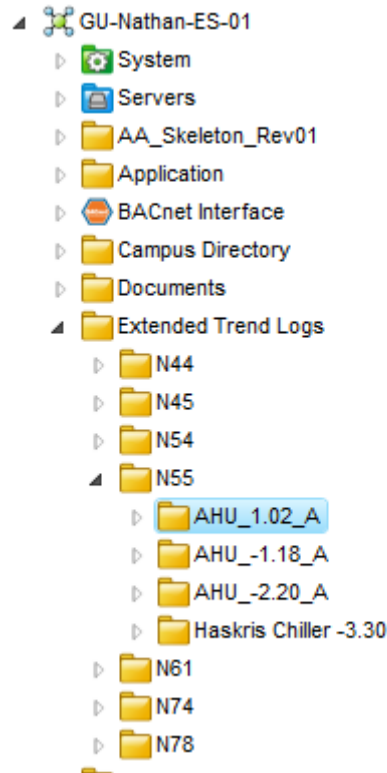 GU-Nathan-ES-01
System
Servers
AA_Skeleton_Rev01
Application
BACnet Interface
Campus Directory
Documents
Extended Trend Logs
N44
N45
N54
N55
AHU_1.02_A
AHU_-1.18_A
AHU_-2.20_A
Haskris Chiller -3.30
N61
N74
N78